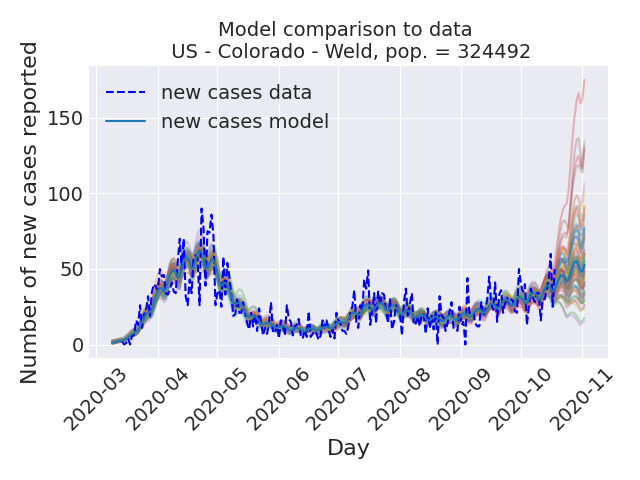 Model comparison to data
US - Colorado - Weld, pop. = 324492
Number of new cases reported
new cases data
new cases model
150
100
50
0
2020-03
2020-04
2020-05
2020-06
2020-07
2020-08
2020-09
2020-10
2020-11
Day